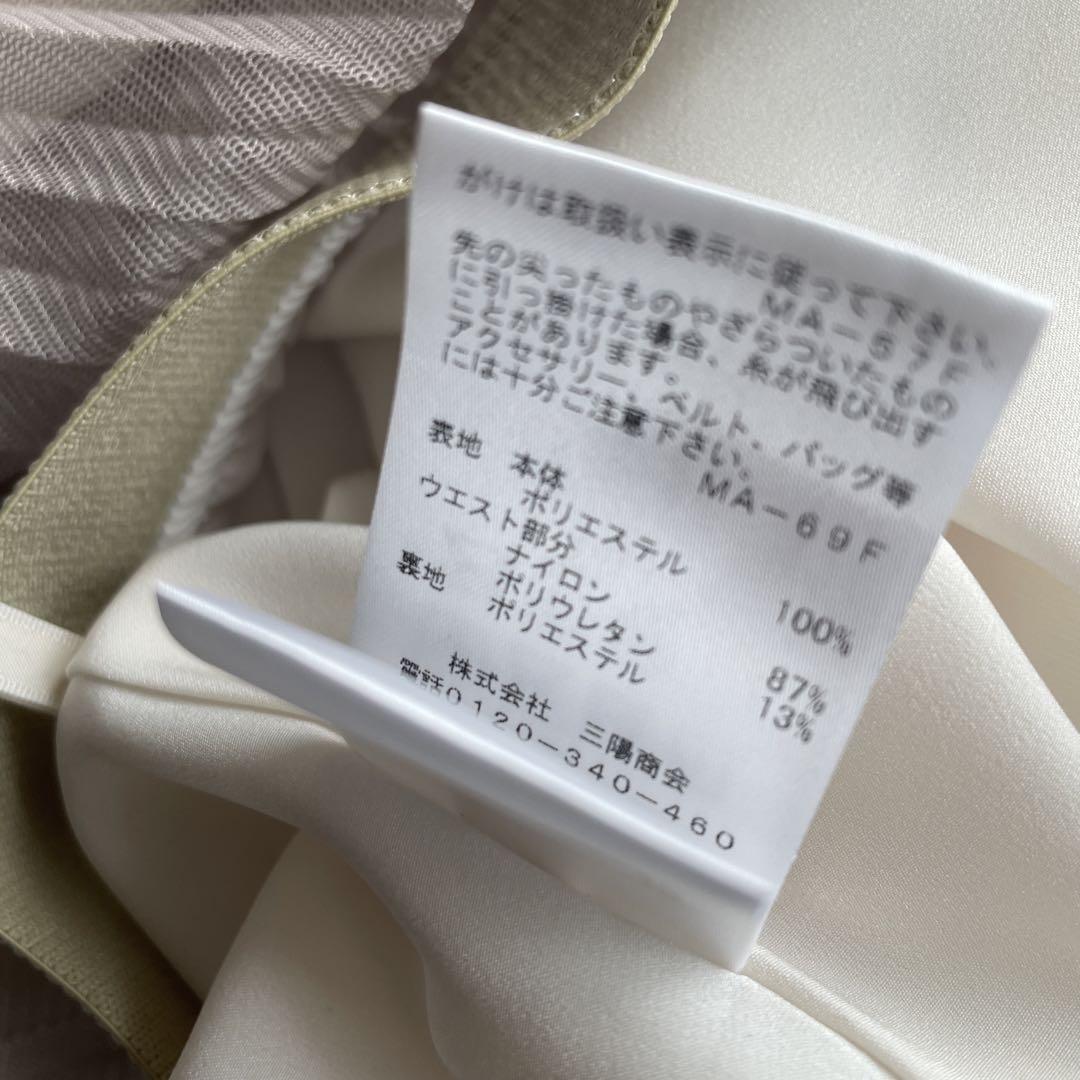 がけは取扱い表示に従って下さい。
MA-57F
先の尖ったものやざらついたもの
に引っ掛けた場合、糸が飛び出す
ことがあります。
アクセサリー、ベルト、バッグ等
には十分ご注意下さい。
MA-69F
表地 本体
ポリエステル 100%
ウエスト部分
ナイロン 87%
ポリウレタン 13%
裏地 ポリエステル
株式会社 三陽商会
電話0120-340-460